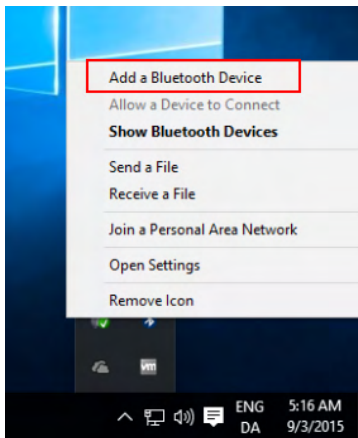 Add a Bluetooth Device
Allow a Device to Connect
Show Bluetooth Devices
Send a File
Receive a File
Join a Personal Area Network
Open Settings
Remove Icon
vm
ENG 5:16 AM
DA 9/3/2015